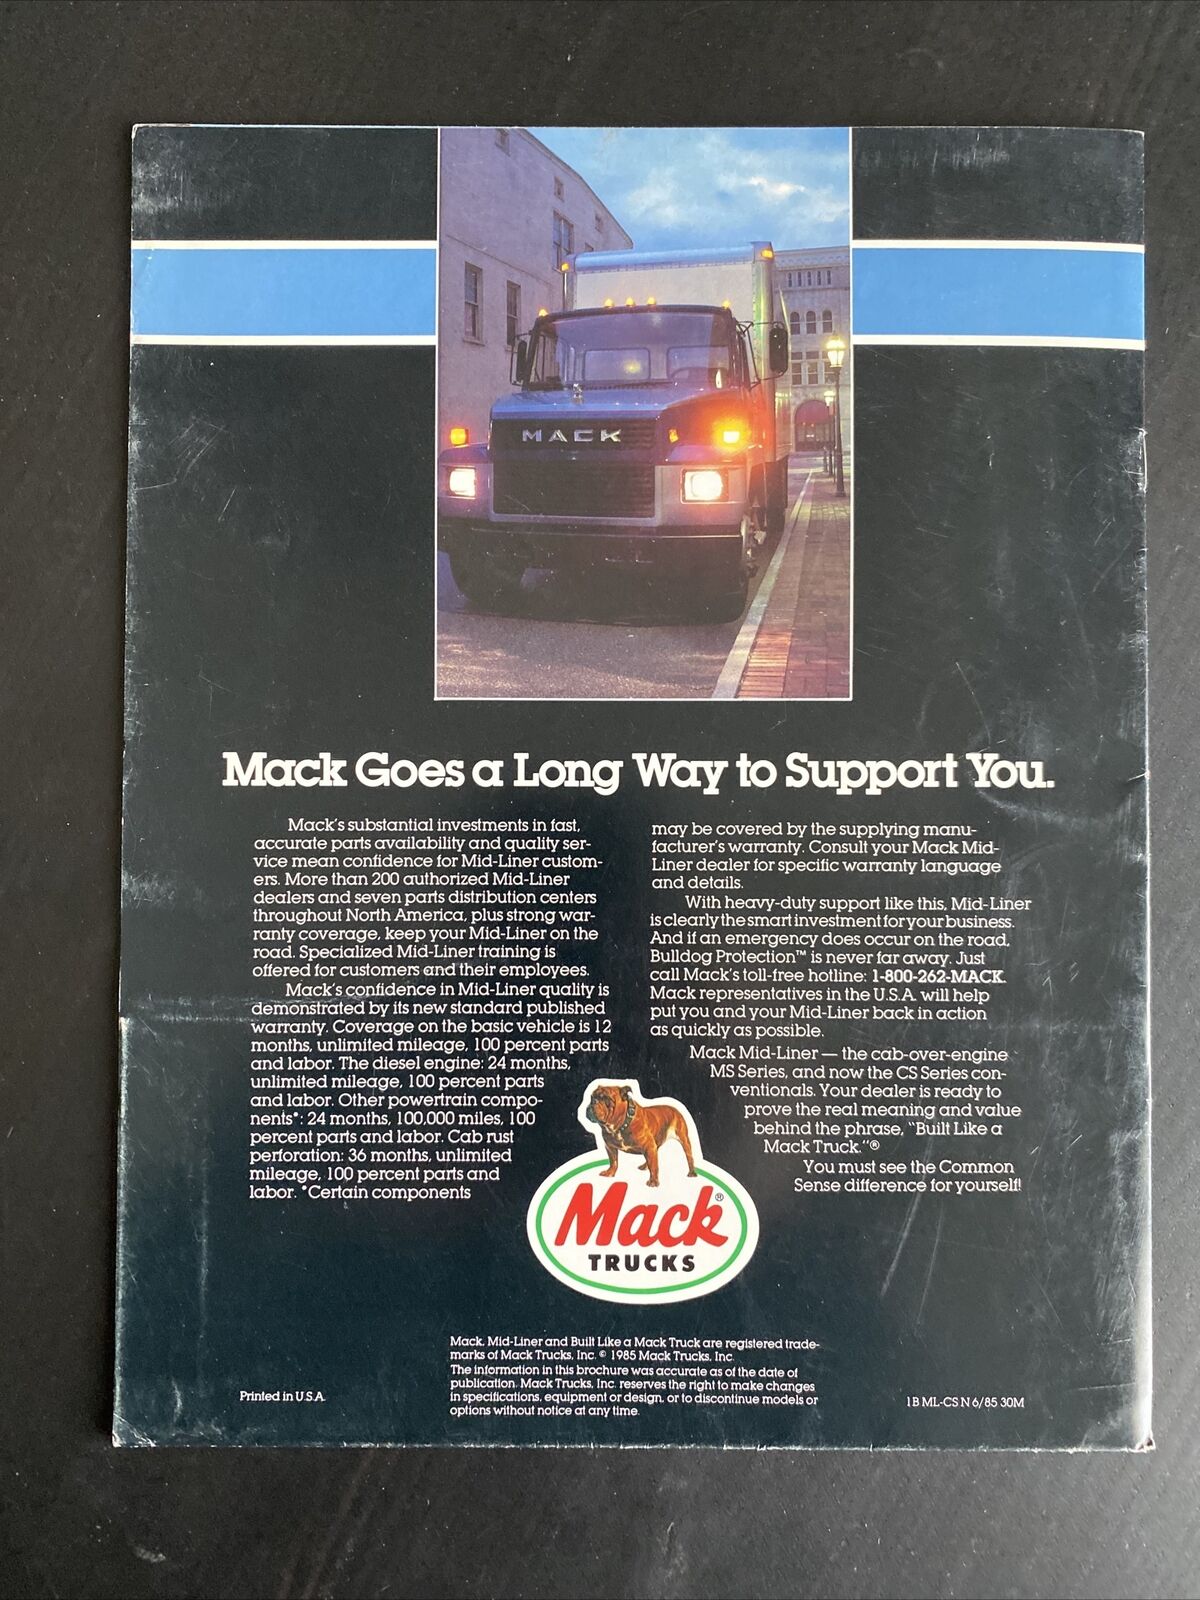 MACK
Mack Goes a Long Way to Support You.
Mack's substantial investments in fast,
accurate parts availability and quality ser-
vice mean confidence for Mid-Liner custom-
ers. More than 200 authorized Mid-Liner
dealers and seven parts distribution centers
throughout North America, plus strong war-
ranty coverage, keep your Mid-Liner on the
road. Specialized Mid-Liner training is
offered for customers and their employees.
Mack's confidence in Mid-Liner quality is
demonstrated by its new standard published
warranty. Coverage on the basic vehicle is 12
months, unlimited mileage, 100 percent parts
and labor. The diesel engine: 24 months,
unlimited mileage, 100 percent parts
and labor. Other powertrain compo-
nents*: 24 months, 100,000 miles, 100
percent parts and labor. Cab rust
perforation: 36 months, unlimited
mileage, 100 percent parts and
labor. *Certain components
may be covered by the supplying manu-
facturer's warranty. Consult your Mack Mid-
Liner dealer for specific warranty language
and details.
With heavy-duty support like this, Mid-Liner
is clearly the smart investment for your business.
And if an emergency does occur on the road,
Bulldog Protection™ is never far away. Just
call Mack's toll-free hotline: 1-800-262-MACK.
Mack representatives in the U.S.A. will help
put you and your Mid-Liner back in action
as quickly as possible.
Mack Mid-Liner — the cab-over-engine
MS Series, and now the CS Series con-
ventionals. Your dealer is ready to
prove the real meaning and value
behind the phrase, "Built Like a
Mack Truck."®
You must see the Common
Sense difference for yourself!
Mack®
TRUCKS
Mack, Mid-Liner and Built Like a Mack Truck are registered trade-
marks of Mack Trucks, Inc. © 1985 Mack Trucks, Inc.
The information in this brochure was accurate as of the date of
publication. Mack Trucks, Inc. reserves the right to make changes
in specifications, equipment or design, or to discontinue models or
options without notice at any time.
Printed in U.S.A.
1B ML-CS N 6/85 30M